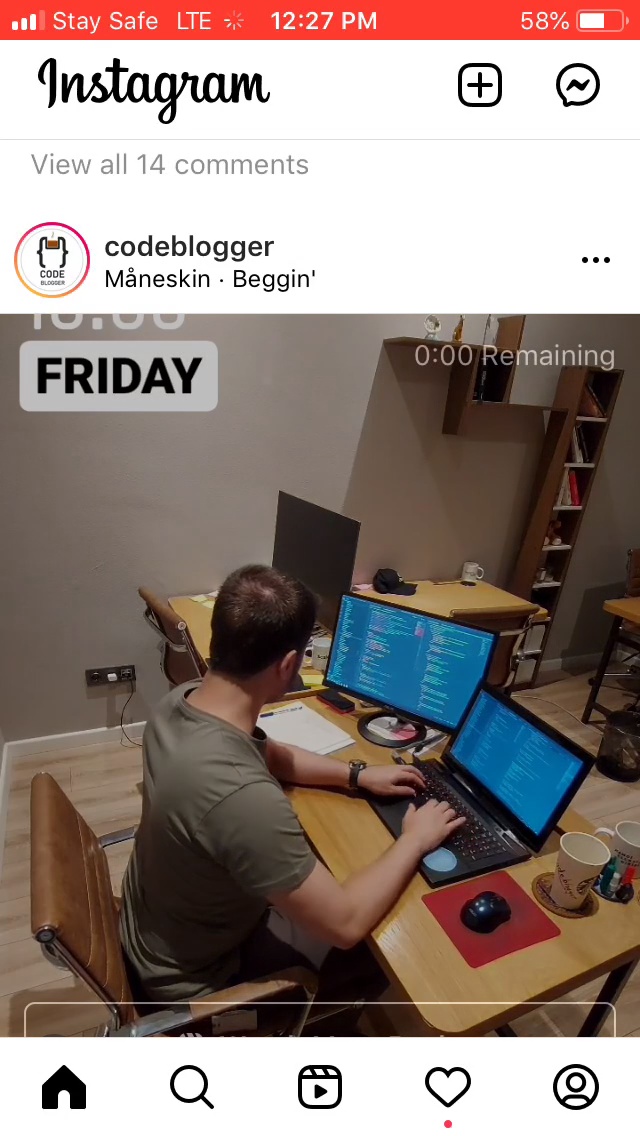 Stay Safe LTE 12:27 PM 58%
Instagram
View all 14 comments
CODE
BLOGGER
codeblogger
Måneskin · Beggin'
FRIDAY
0:00 Remaining